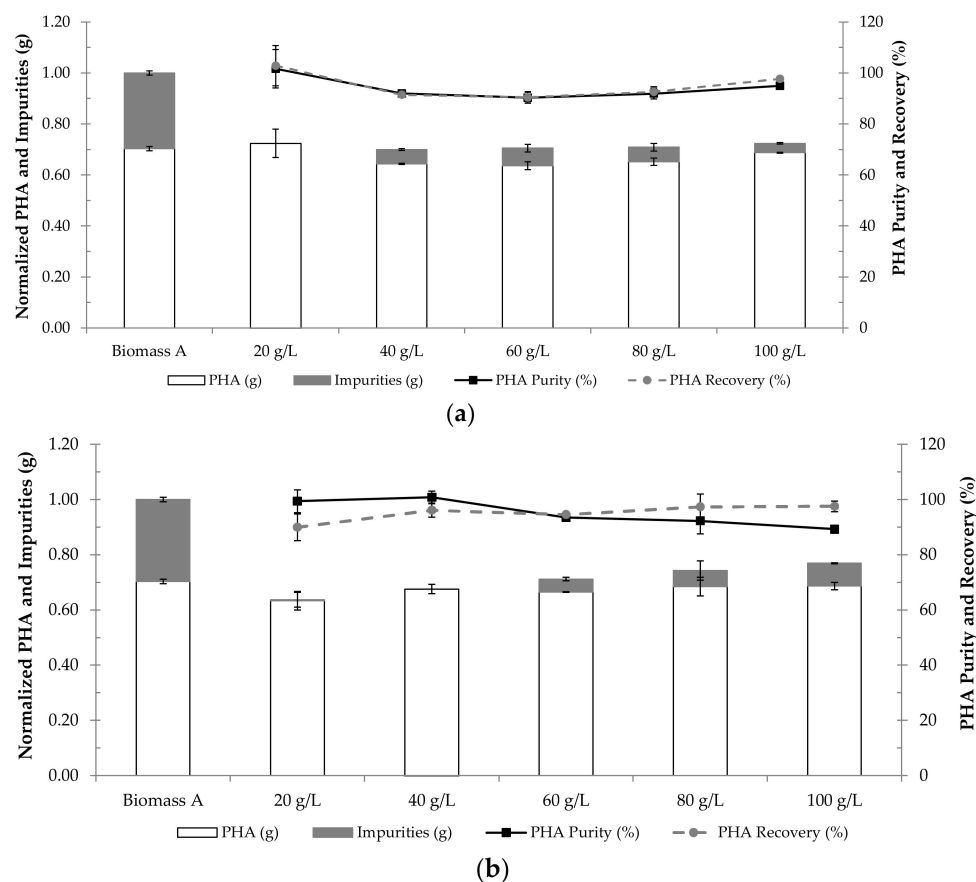 1.20
1.00
0.80
0.60
0.40
0.20
0.00
Normalized PHA and Impurities (g)
120
100
80
60
40
20
0
PHA Purity and Recovery (%)
Biomass A 20 g/L 40 g/L 60 g/L 80 g/L 100 g/L
PHA (g) Impurities (g) PHA Purity (%) PHA Recovery (%)
(a)
1.20
1.00
0.80
0.60
0.40
0.20
0.00
Normalized PHA and Impurities (g)
120
100
80
60
40
20
0
PHA Purity and Recovery (%)
Biomass A 20 g/L 40 g/L 60 g/L 80 g/L 100 g/L
PHA (g) Impurities (g) PHA Purity (%) PHA Recovery (%)
(b)